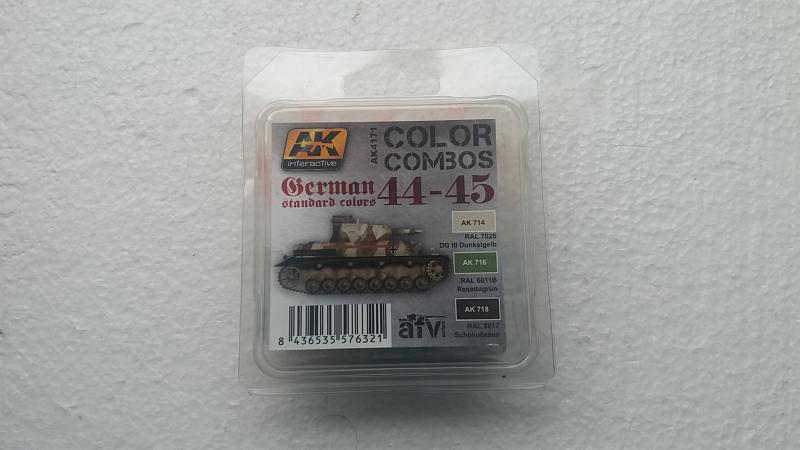 AK
interactive
AK4171
COLOR
COMBOS
German
standard colors
44-45
AK 714
RAL 7028
DG III Dunkelgelb
AK 716
RAL 6011B
Resedagrün
AK 718
RAL 8017
Schokobraun
8 436535 576321
afv